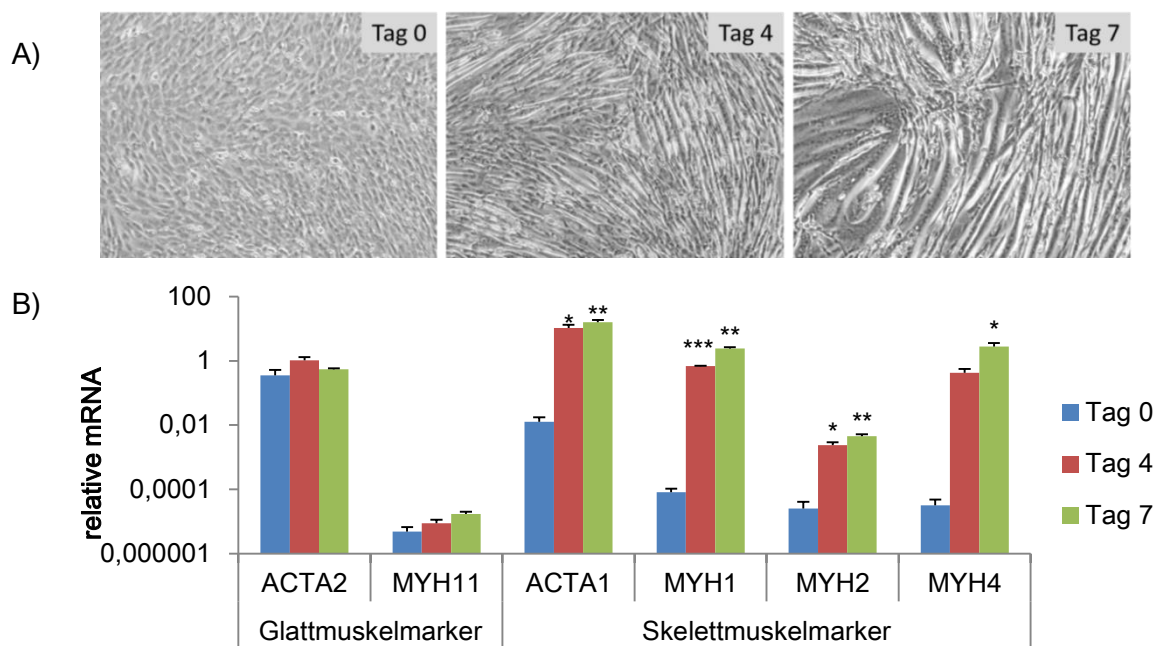 A)
Tag 0
Tag 4
Tag 7
B)
relative mRNA
100
1
0,01
0,0001
0,000001
* **
*** **
* **
*
ACTA2 MYH11 ACTA1 MYH1 MYH2 MYH4
Glattmuskelmarker Skelettmuskelmarker
Tag 0
Tag 4
Tag 7